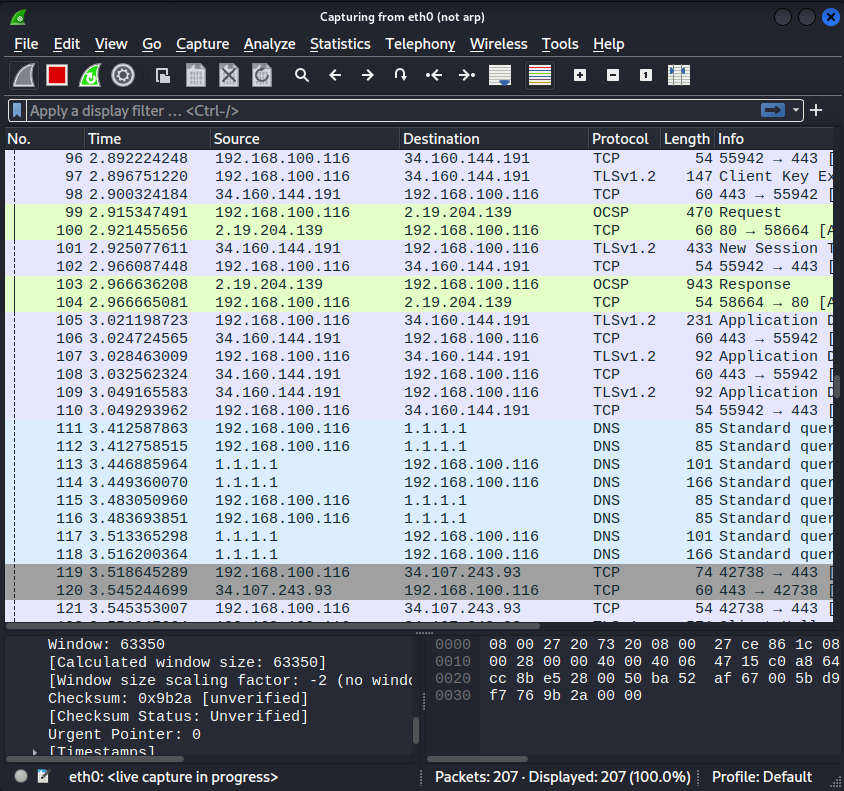 Capturing from eth0 (not arp)
File Edit View Go Capture Analyze Statistics Telephony Wireless Tools Help
Apply a display filter ... <Ctrl-/>
No. Time Source Destination Protocol Length Info
96 2.892224248 192.168.100.116 34.160.144.191 TCP 54 55942 → 443 [
97 2.896751220 192.168.100.116 34.160.144.191 TLSv1.2 147 Client Key Ex
98 2.900324184 34.160.144.191 192.168.100.116 TCP 60 443 → 55942 [
99 2.915347491 192.168.100.116 2.19.204.139 OCSP 470 Request
100 2.921455656 2.19.204.139 192.168.100.116 TCP 60 80 → 58664 [A
101 2.925077611 34.160.144.191 192.168.100.116 TLSv1.2 433 New Session T
102 2.966087448 192.168.100.116 34.160.144.191 TCP 54 55942 → 443 [
103 2.966636208 2.19.204.139 192.168.100.116 OCSP 943 Response
104 2.966665081 192.168.100.116 2.19.204.139 TCP 54 58664 → 80 [A
105 3.021198723 192.168.100.116 34.160.144.191 TLSv1.2 231 Application D
106 3.024724565 34.160.144.191 192.168.100.116 TCP 60 443 → 55942 [
107 3.028463009 192.168.100.116 34.160.144.191 TLSv1.2 92 Application D
108 3.032562324 34.160.144.191 192.168.100.116 TCP 60 443 → 55942 [
109 3.049165583 34.160.144.191 192.168.100.116 TLSv1.2 92 Application D
110 3.049293962 192.168.100.116 34.160.144.191 TCP 54 55942 → 443 [
111 3.412587863 192.168.100.116 1.1.1.1 DNS 85 Standard quer
112 3.412758515 192.168.100.116 1.1.1.1 DNS 85 Standard quer
113 3.446885964 1.1.1.1 192.168.100.116 DNS 101 Standard quer
114 3.449360070 1.1.1.1 192.168.100.116 DNS 166 Standard quer
115 3.483050960 192.168.100.116 1.1.1.1 DNS 85 Standard quer
116 3.483693851 192.168.100.116 1.1.1.1 DNS 85 Standard quer
117 3.513365298 1.1.1.1 192.168.100.116 DNS 101 Standard quer
118 3.516200364 1.1.1.1 192.168.100.116 DNS 166 Standard quer
119 3.518645289 192.168.100.116 34.107.243.93 TCP 74 42738 → 443 [
120 3.545244699 34.107.243.93 192.168.100.116 TCP 60 443 → 42738 [
121 3.545353007 192.168.100.116 34.107.243.93 TCP 54 42738 → 443 [
Window: 63350
[Calculated window size: 63350]
[Window size scaling factor: -2 (no windo
Checksum: 0x9b2a [unverified]
[Checksum Status: Unverified]
Urgent Pointer: 0
[Timestamps]
0000 08 00 27 20 73 20 08 00 27 ce 86 1c 08
0010 00 28 00 00 40 00 40 06 47 15 c0 a8 64
0020 cc 8b e5 28 00 50 ba 52 af 67 00 5b d9
0030 f7 76 9b 2a 00 00
eth0: <live capture in progress> Packets: 207 · Displayed: 207 (100.0%) Profile: Default